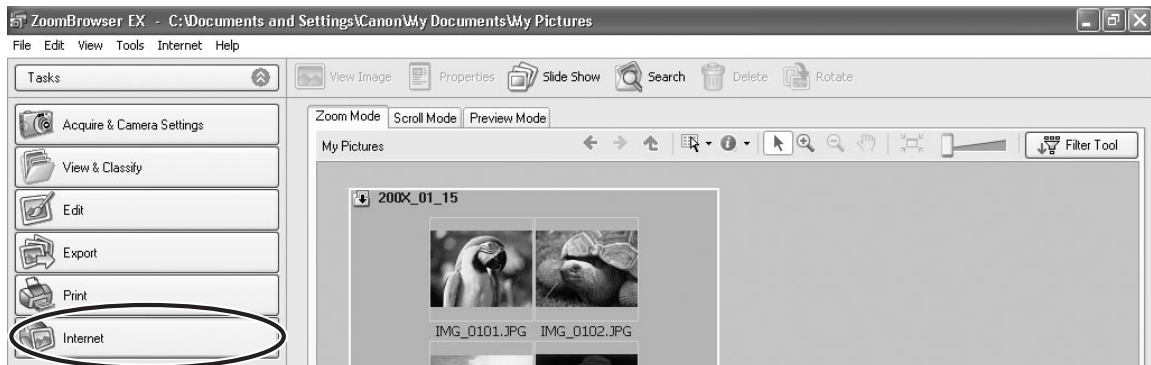 ZoomBrowser EX - C:\Documents and Settings\Canon\My Documents\My Pictures
File Edit View Tools Internet Help
Tasks
View Image Properties Slide Show Search Delete Rotate
Acquire & Camera Settings
View & Classify
Edit
Export
Print
Internet
Zoom Mode Scroll Mode Preview Mode
My Pictures
Filter Tool
200X_01_15
IMG_0101.JPG IMG_0102.JPG